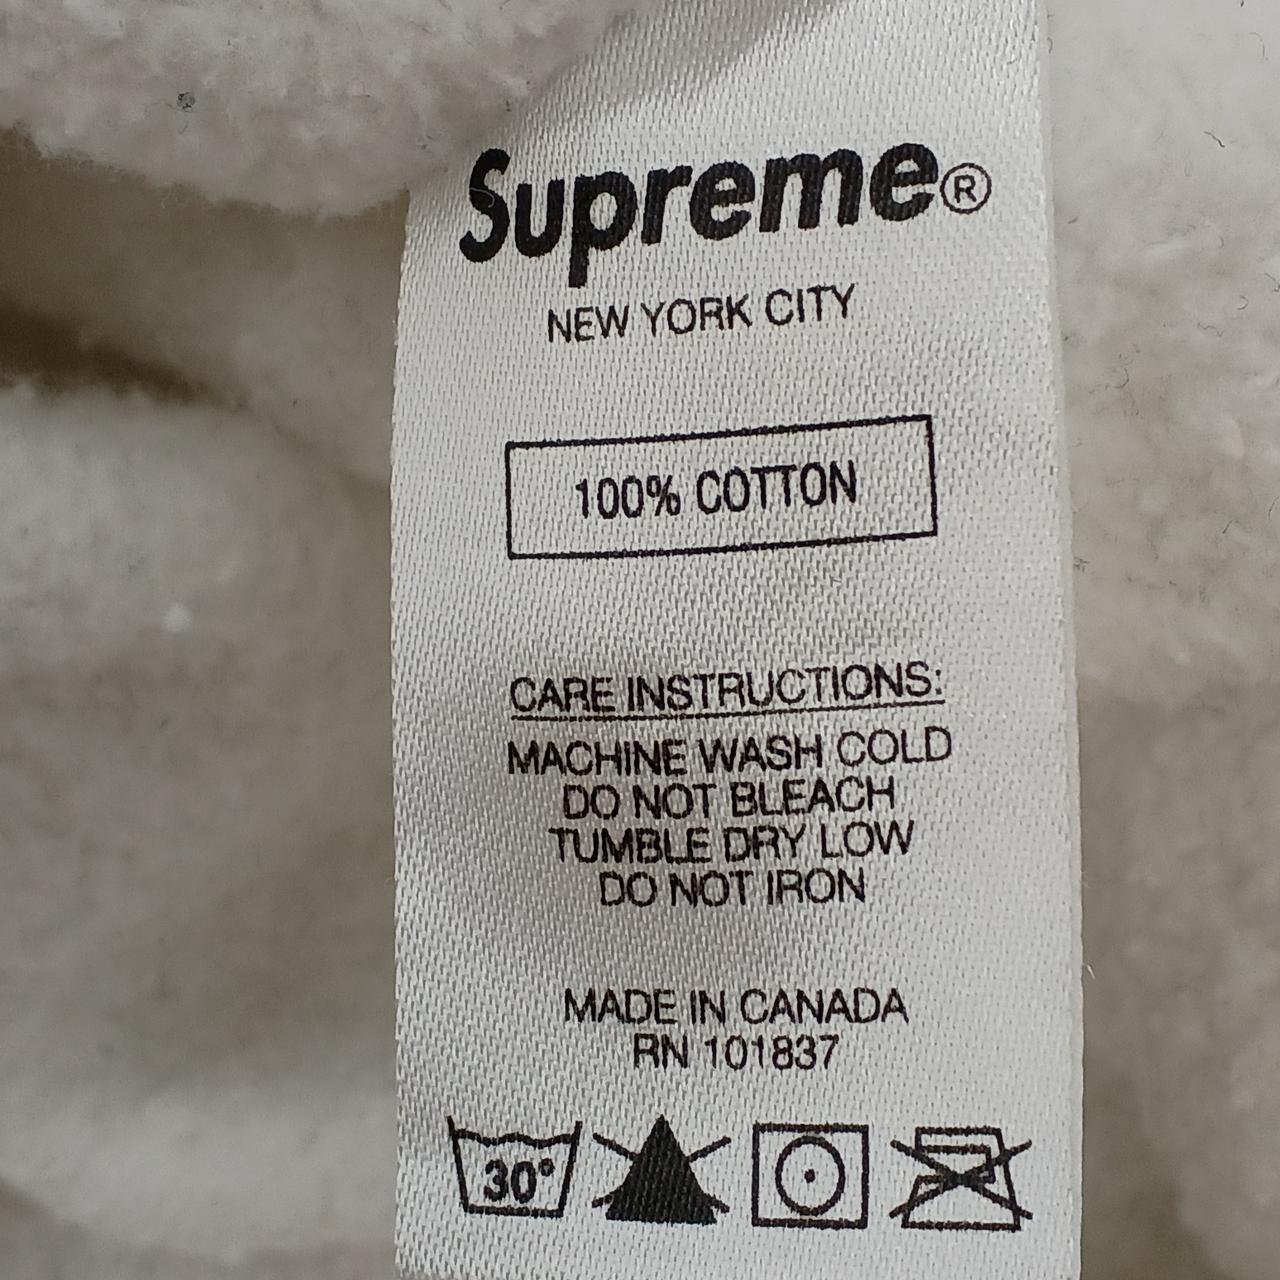 Supreme®
NEW YORK CITY
100% COTTON
CARE INSTRUCTIONS:
MACHINE WASH COLD
DO NOT BLEACH
TUMBLE DRY LOW
DO NOT IRON
MADE IN CANADA
RN 101837
30°